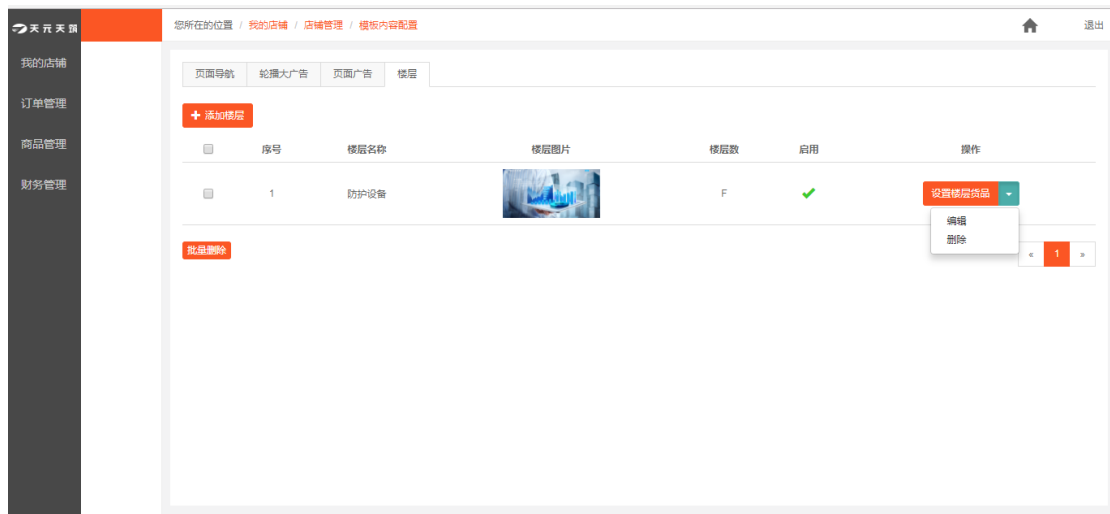 天元天筑
您所在的位置 / 我的店铺 / 店铺管理 / 模板内容配置
退出
我的店铺
订单管理
商品管理
财务管理
页面导航 轮播大广告 页面广告 楼层
+ 添加楼层
序号 楼层名称 楼层图片 楼层数 启用 操作
1 防护设备 F 设置楼层货品
编辑
删除
批量删除
« 1 »